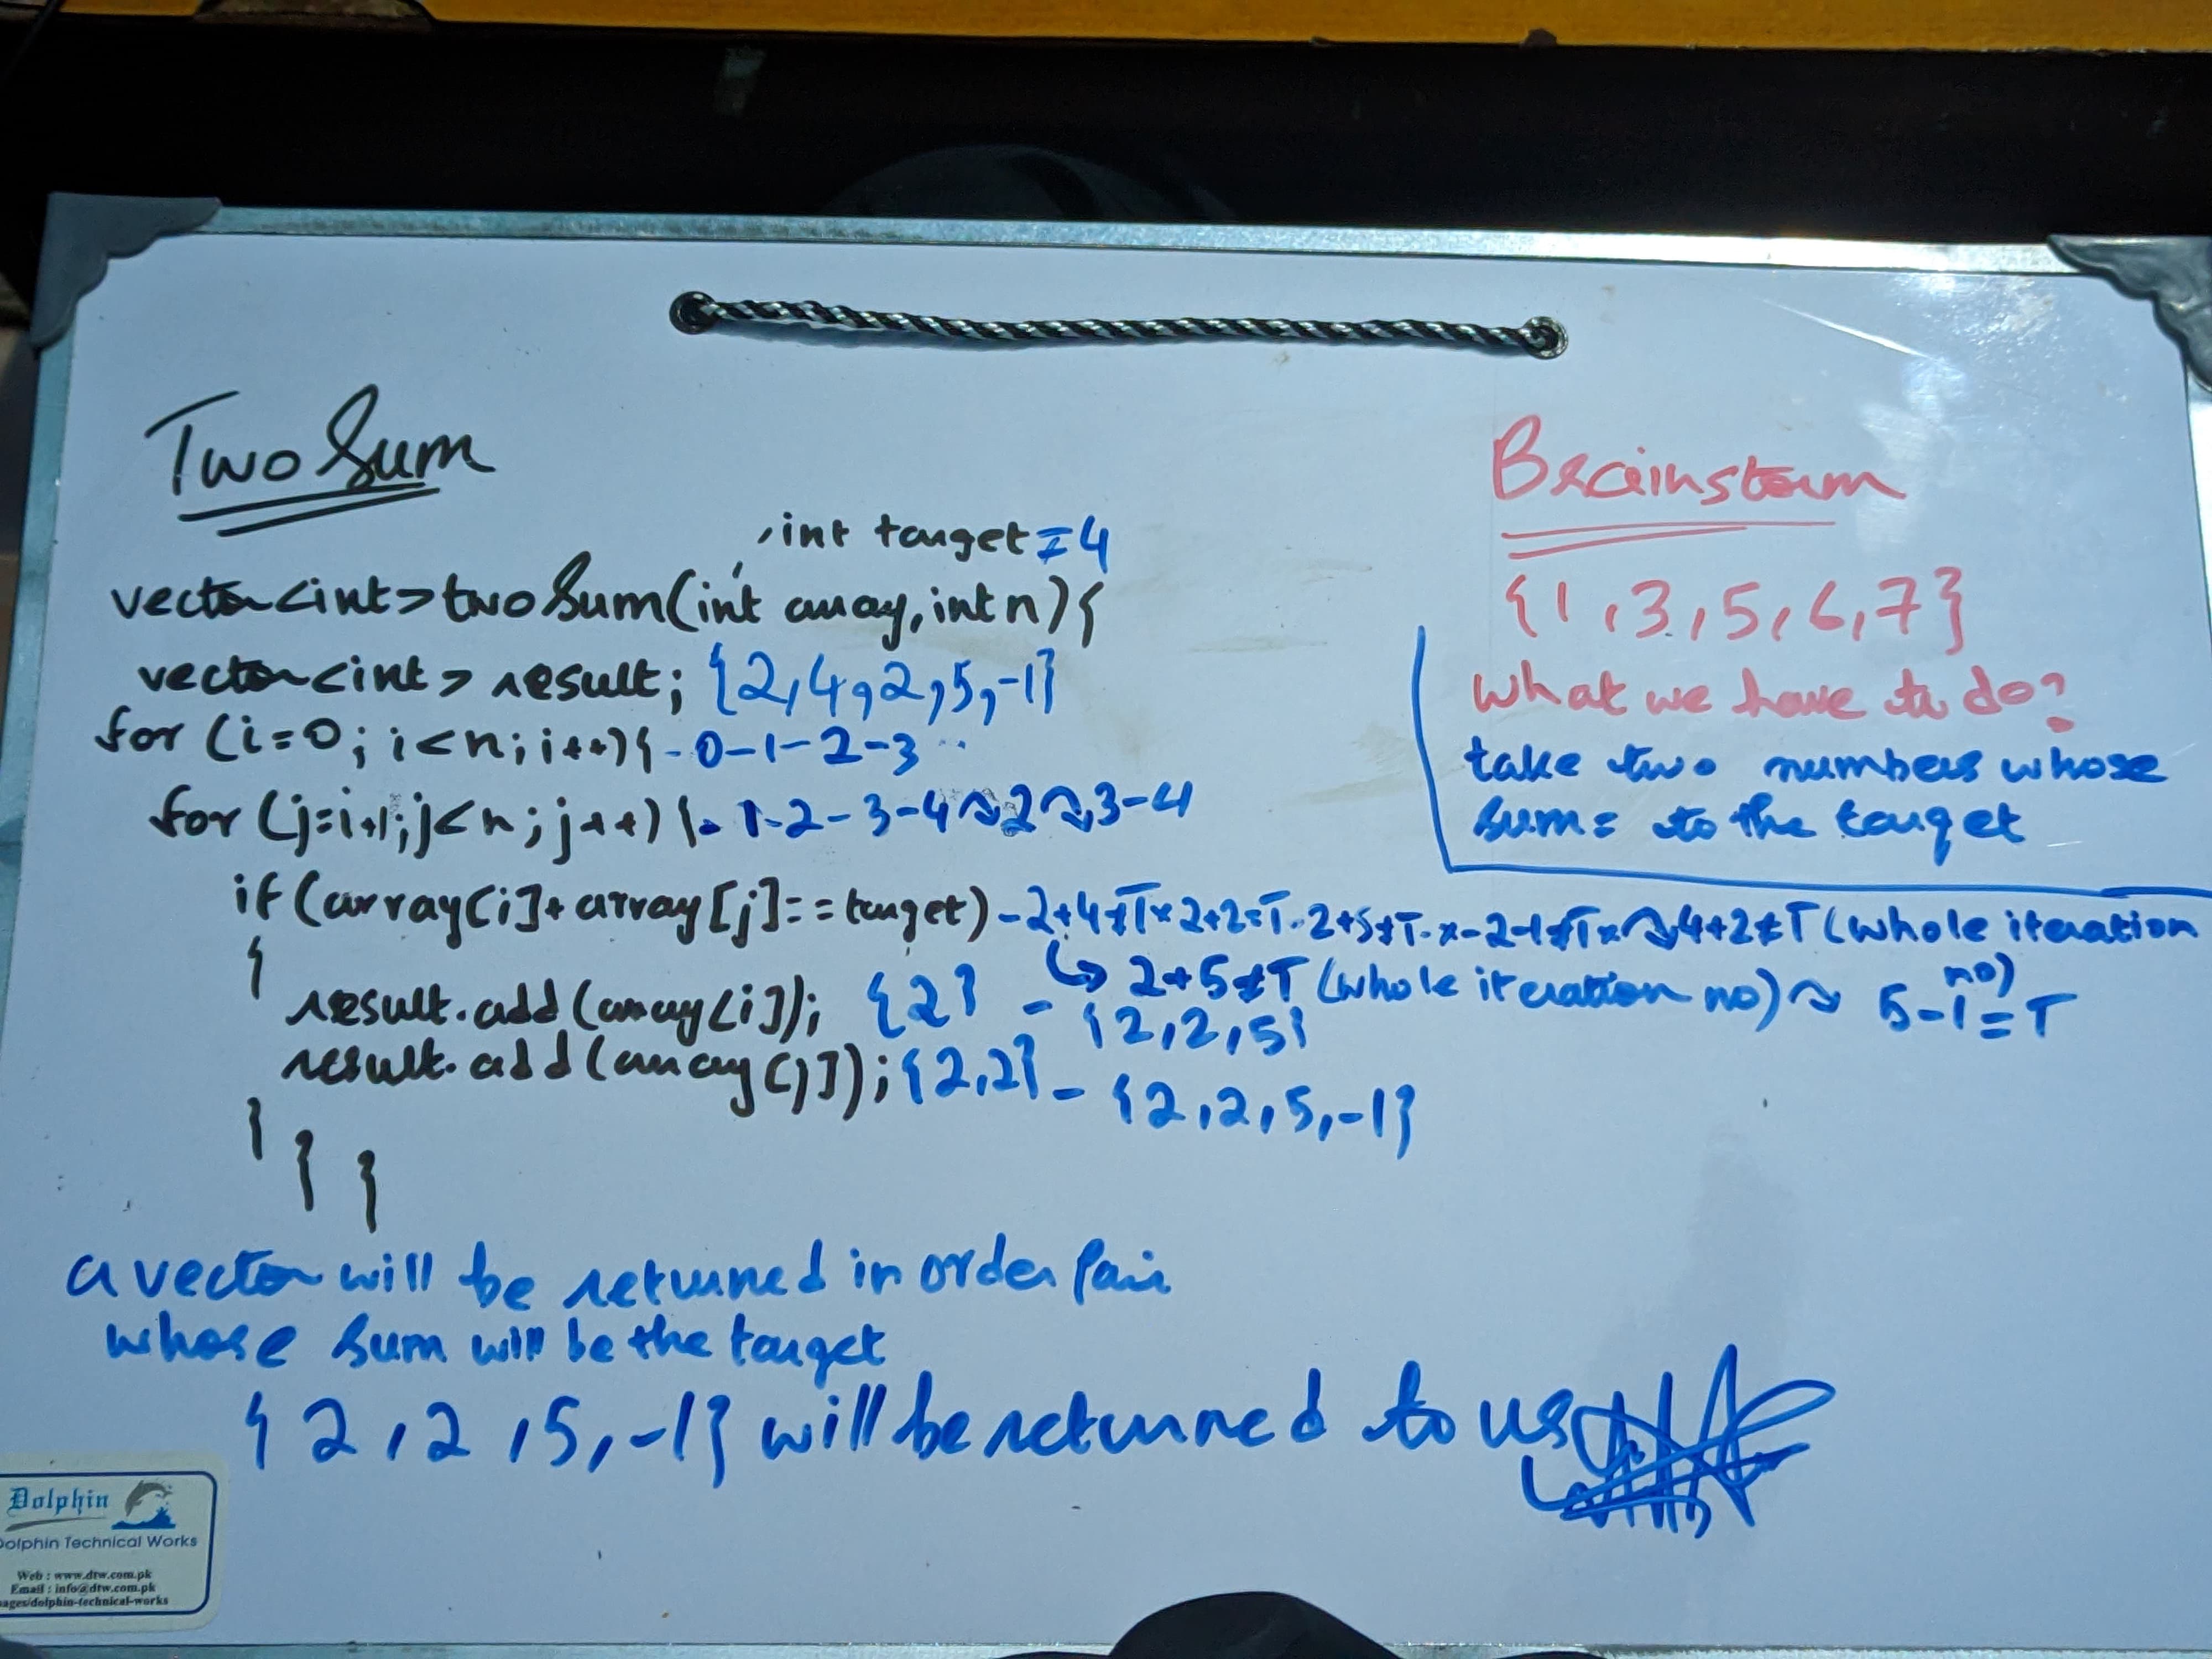 Two Sum
, int target = 4
vector<int>twoSum(int array, int n){
vector<int> result; {2,4,2,5,-1}
for (i=0; i<n; i++){ - 0-1-2-3 ..
for (j=i+1; j<n; j++) { - 1-2-3-4 ~ 2 ~ 3-4
if (array[i]+array[j]==target) - 2+4≠T× 2+2=T. 2+5≠T.×-2-1≠T× ~ 4+2≠T (whole iteration no)
{
↳ 2+5≠T (whole iteration no) ~ 5-1=T
result.add(array[i]); {2} - {2,2,5}
result.add(array[j]); {2,2} - {2,2,5,-1}
}
}
}
a vector will be returned in order pair
whose sum will be the target
{2,2,5,-1} will be returned to us
Brainstorm
{1,3,5,6,7}
what we have to do?
take two numbers whose
sum = to the target
Dolphin
Dolphin Technical Works
Web : www.dtw.com.pk
Email : info@dtw.com.pk
pages/dolphin-technical-works